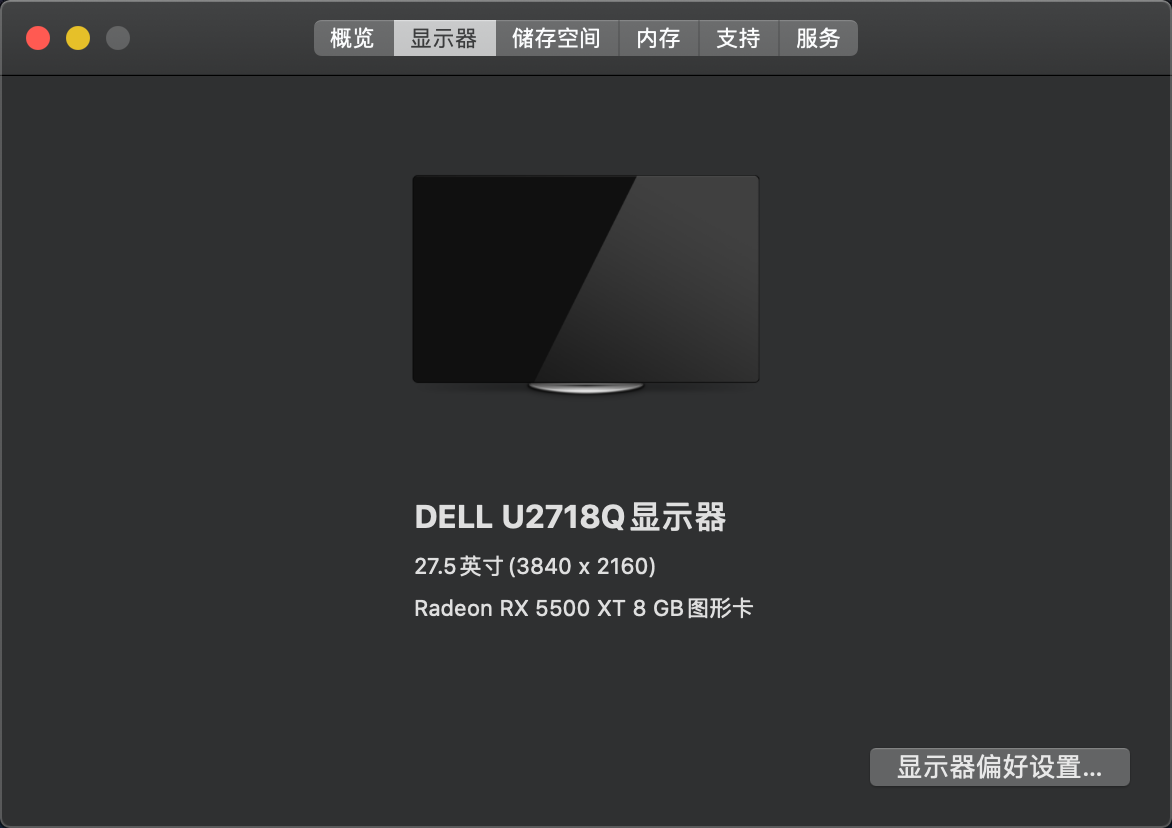 概览 显示器 储存空间 内存 支持 服务
DELL U2718Q显示器
27.5英寸 (3840 x 2160)
Radeon RX 5500 XT 8 GB图形卡
显示器偏好设置...